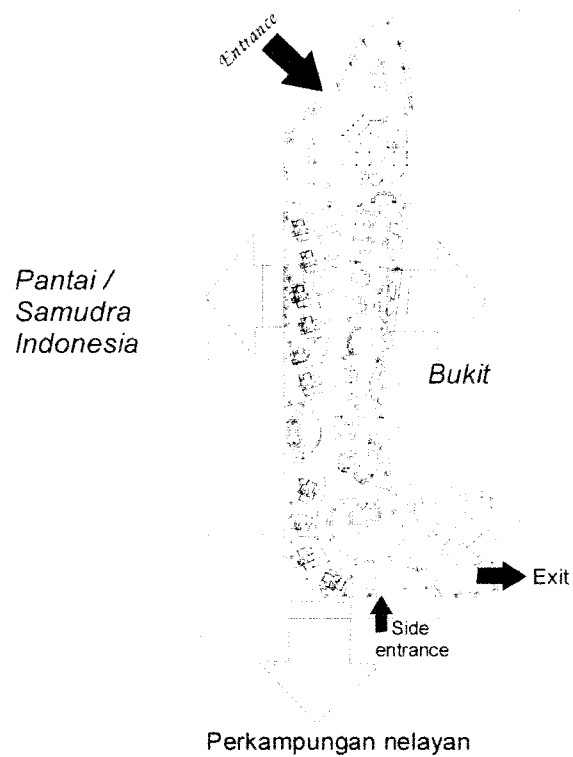 Entrance
Pantai /
Samudra
Indonesia
Bukit
Exit
Side
entrance
Perkampungan nelayan